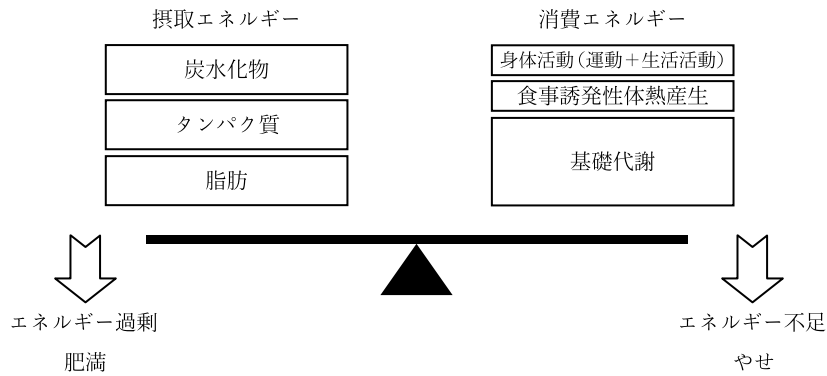 摂取エネルギー
消費エネルギー
炭水化物
タンパク質
脂肪
身体活動(運動＋生活活動)
食事誘発性体熱産生
基礎代謝
エネルギー過剰
肥満
エネルギー不足
やせ